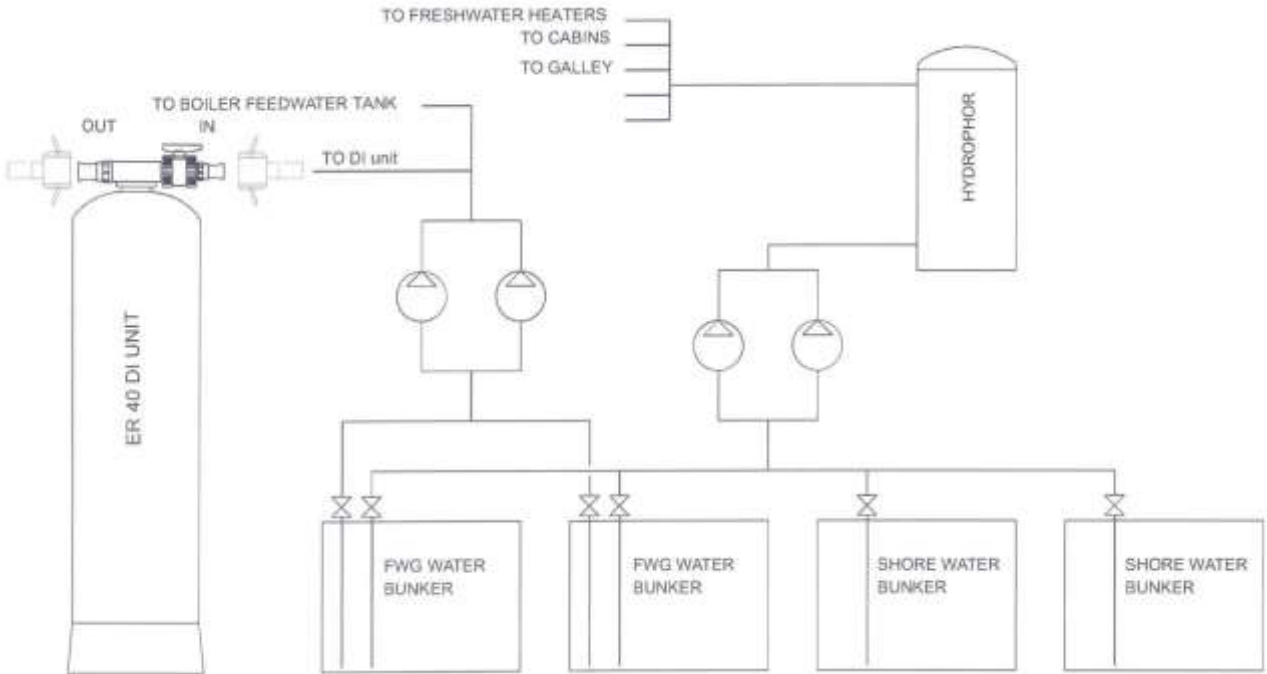 TO FRESHWATER HEATERS
TO CABINS
TO GALLEY
TO BOILER FEEDWATER TANK
OUT
IN
TO DI unit
HYDROPHOR
ER 40 DI UNIT
FWG WATER
BUNKER
FWG WATER
BUNKER
SHORE WATER
BUNKER
SHORE WATER
BUNKER